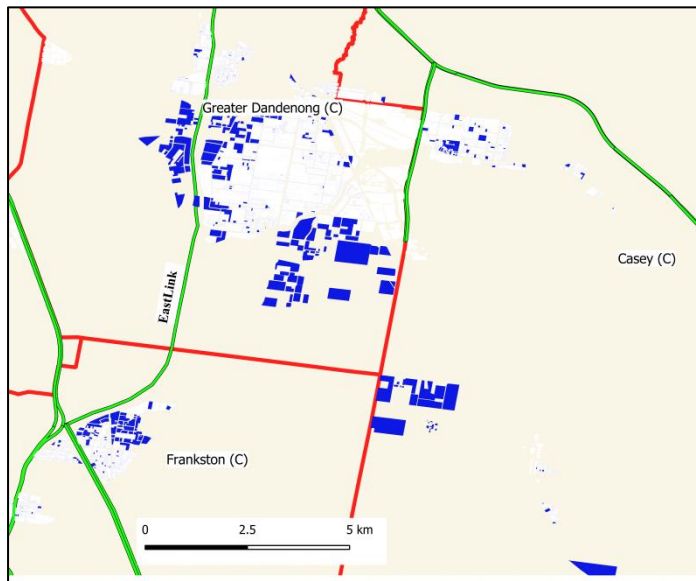 Greater Dandenong (C)
Casey (C)
EastLink
Frankston (C)
0 2.5 5 km